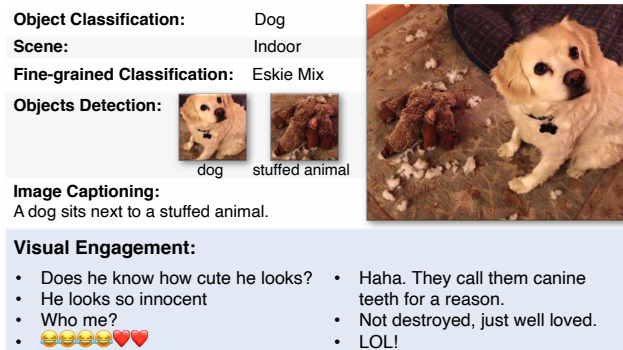 Object Classification: Dog
Scene: Indoor
Fine-grained Classification: Eskie Mix
Objects Detection:
dog stuffed animal
Image Captioning:
A dog sits next to a stuffed animal.
Visual Engagement:
• Does he know how cute he looks?
• He looks so innocent
• Who me?
• 😂😂😂😂❤️❤️
• Haha. They call them canine
teeth for a reason.
• Not destroyed, just well loved.
• LOL!